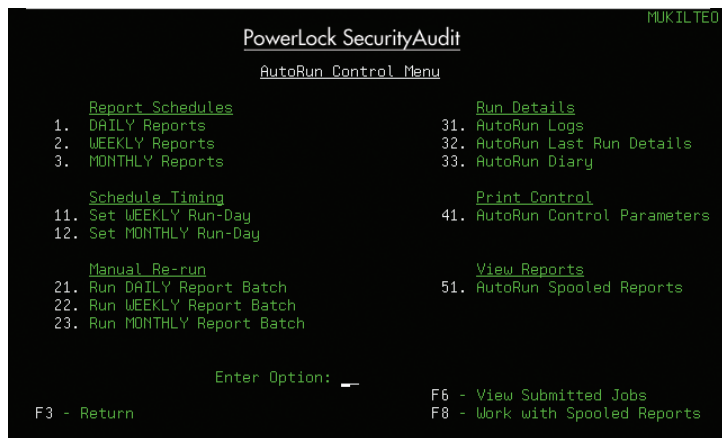 MUKILTEO
PowerLock SecurityAudit
AutoRun Control Menu
Report Schedules
1. DAILY Reports
2. WEEKLY Reports
3. MONTHLY Reports
Run Details
31. AutoRun Logs
32. AutoRun Last Run Details
33. AutoRun Diary
Schedule Timing
11. Set WEEKLY Run-Day
12. Set MONTHLY Run-Day
Print Control
41. AutoRun Control Parameters
Manual Re-run
21. Run DAILY Report Batch
22. Run WEEKLY Report Batch
23. Run MONTHLY Report Batch
View Reports
51. AutoRun Spooled Reports
Enter Option: __
F6 - View Submitted Jobs
F3 - Return
F8 - Work with Spooled Reports